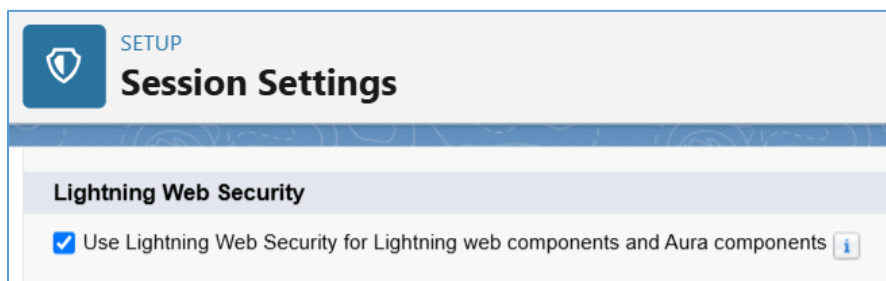 SETUP
Session Settings
Lightning Web Security
Use Lightning Web Security for Lightning web components and Aura components i